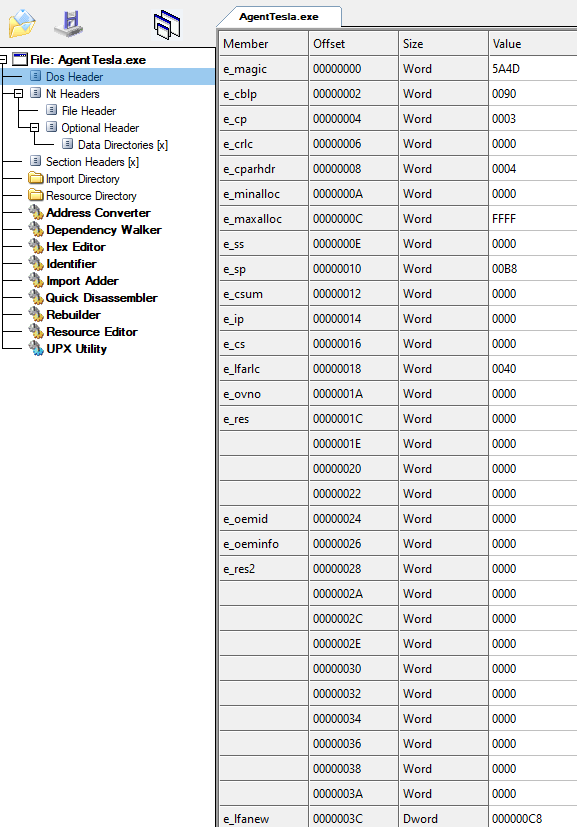 AgentTesla.exe
File: AgentTesla.exe
Dos Header
Nt Headers
File Header
Optional Header
Data Directories [x]
Section Headers [x]
Import Directory
Resource Directory
Address Converter
Dependency Walker
Hex Editor
Identifier
Import Adder
Quick Disassembler
Rebuilder
Resource Editor
UPX Utility
Member Offset Size Value
e_magic 00000000 Word 5A4D
e_cblp 00000002 Word 0090
e_cp 00000004 Word 0003
e_crlc 00000006 Word 0000
e_cparhdr 00000008 Word 0004
e_minalloc 0000000A Word 0000
e_maxalloc 0000000C Word FFFF
e_ss 0000000E Word 0000
e_sp 00000010 Word 00B8
e_csum 00000012 Word 0000
e_ip 00000014 Word 0000
e_cs 00000016 Word 0000
e_lfarlc 00000018 Word 0040
e_ovno 0000001A Word 0000
e_res 0000001C Word 0000
0000001E Word 0000
00000020 Word 0000
00000022 Word 0000
e_oemid 00000024 Word 0000
e_oeminfo 00000026 Word 0000
e_res2 00000028 Word 0000
0000002A Word 0000
0000002C Word 0000
0000002E Word 0000
00000030 Word 0000
00000032 Word 0000
00000034 Word 0000
00000036 Word 0000
00000038 Word 0000
0000003A Word 0000
e_lfanew 0000003C Dword 000000C8